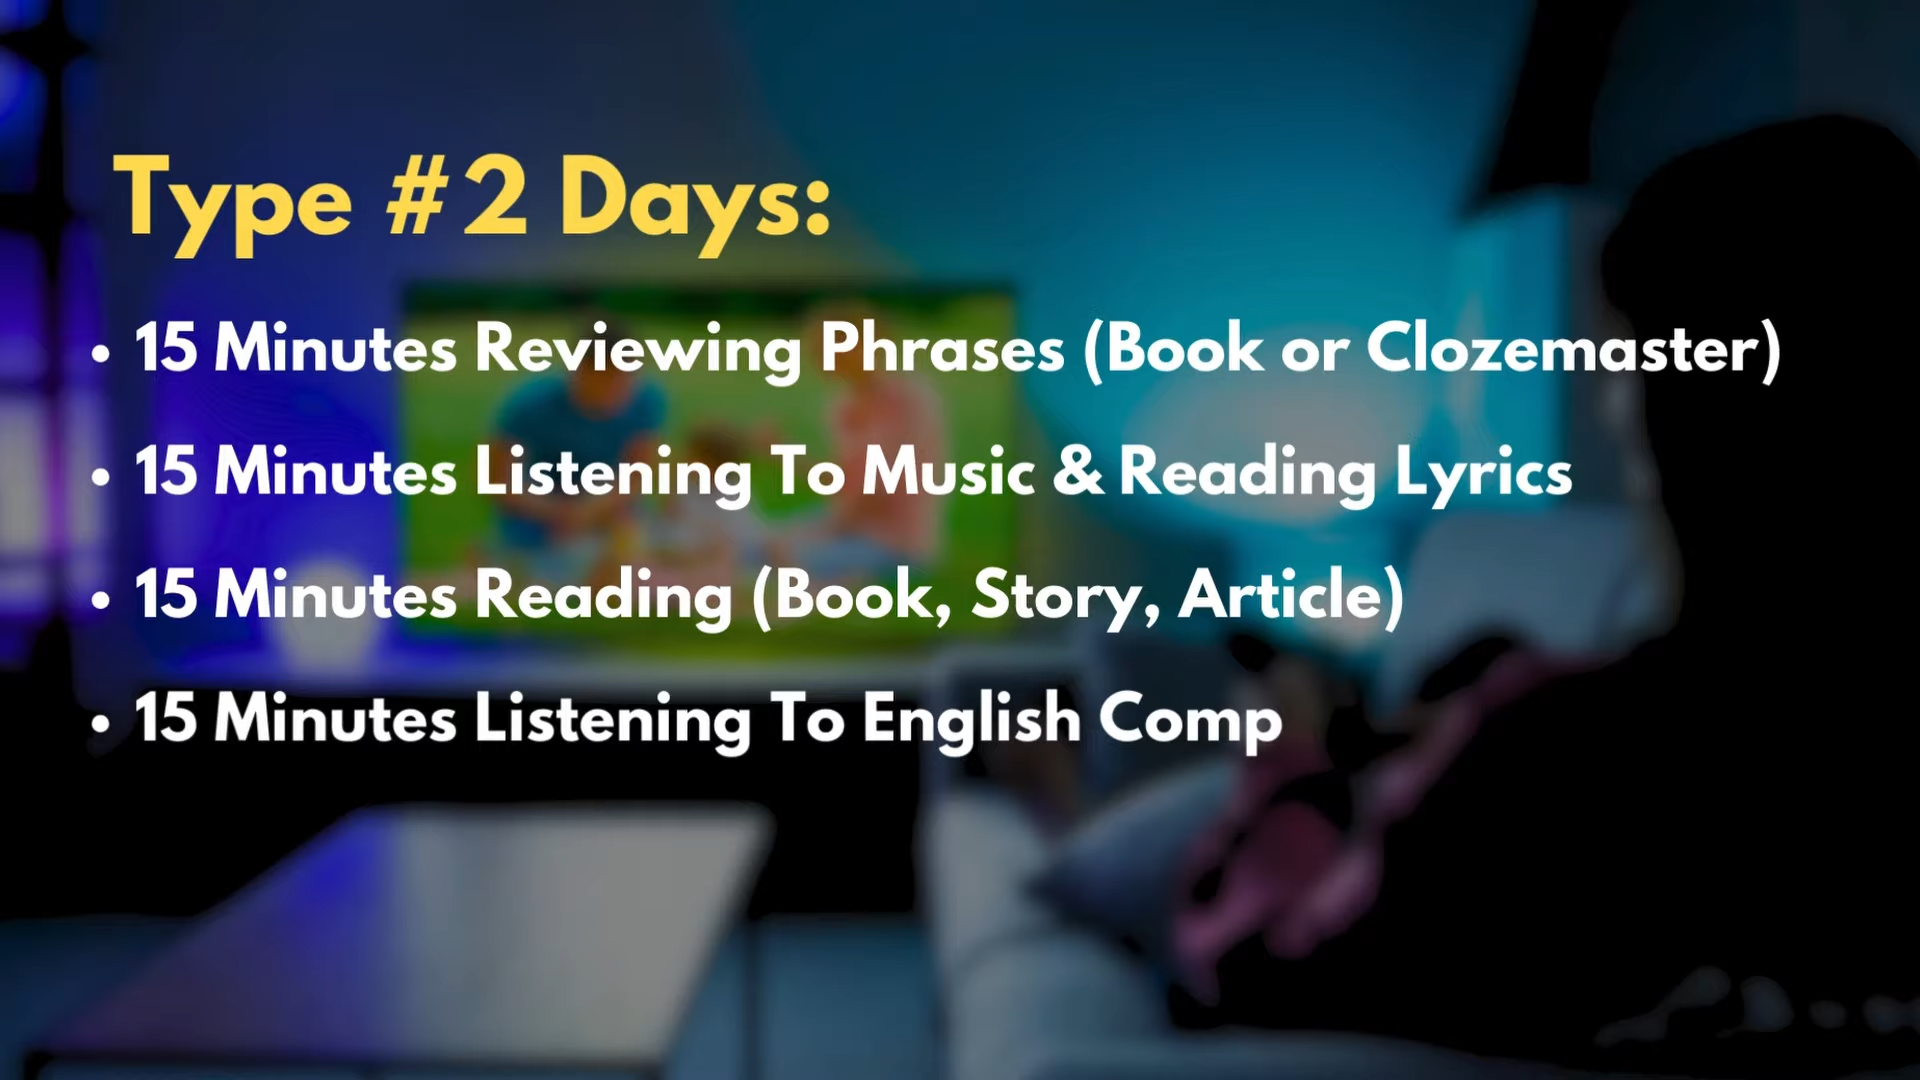 Type #2 Days:
• 15 Minutes Reviewing Phrases (Book or Clozemaster)
• 15 Minutes Listening To Music & Reading Lyrics
• 15 Minutes Reading (Book, Story, Article)
• 15 Minutes Listening To English Comp